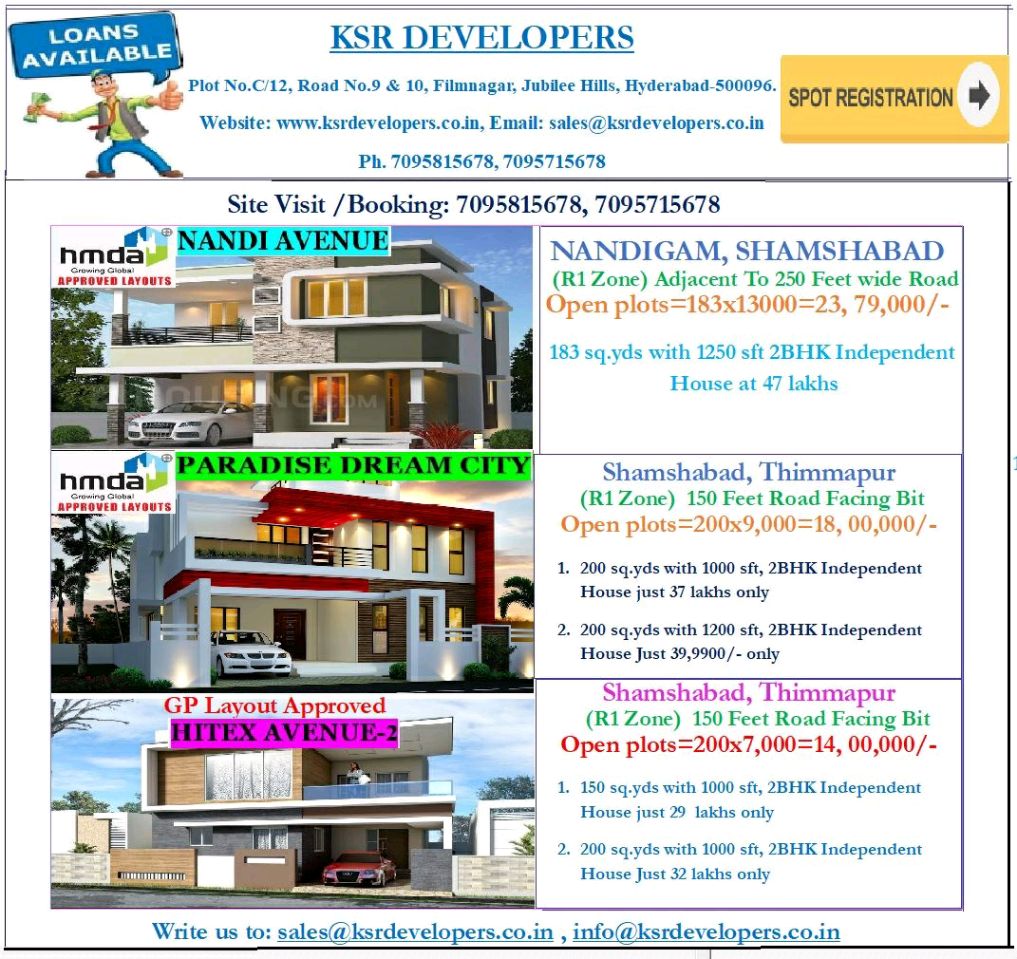 LOANS
AVAILABLE
KSR DEVELOPERS
Plot No.C/12, Road No.9 & 10, Filmnagar, Jubilee Hills, Hyderabad-500096.
Website: www.ksrdevelopers.co.in, Email: sales@ksrdevelopers.co.in
Ph. 7095815678, 7095715678
SPOT REGISTRATION
Site Visit /Booking: 7095815678, 7095715678
hmda
Growing Global
APPROVED LAYOUTS
NANDI AVENUE
NANDIGAM, SHAMSHABAD
(R1 Zone) Adjacent To 250 Feet wide Road
Open plots=183x13000=23, 79,000/-
183 sq.yds with 1250 sft 2BHK Independent
House at 47 lakhs
hmda
Growing Global
APPROVED LAYOUTS
PARADISE DREAM CITY
Shamshabad, Thimmapur
(R1 Zone) 150 Feet Road Facing Bit
Open plots=200x9,000=18, 00,000/-
1. 200 sq.yds with 1000 sft, 2BHK Independent
House just 37 lakhs only
2. 200 sq.yds with 1200 sft, 2BHK Independent
House Just 39,9900/- only
GP Layout Approved
HITEX AVENUE-2
Shamshabad, Thimmapur
(R1 Zone) 150 Feet Road Facing Bit
Open plots=200x7,000=14, 00,000/-
1. 150 sq.yds with 1000 sft, 2BHK Independent
House just 29 lakhs only
2. 200 sq.yds with 1000 sft, 2BHK Independent
House Just 32 lakhs only
Write us to: sales@ksrdevelopers.co.in , info@ksrdevelopers.co.in